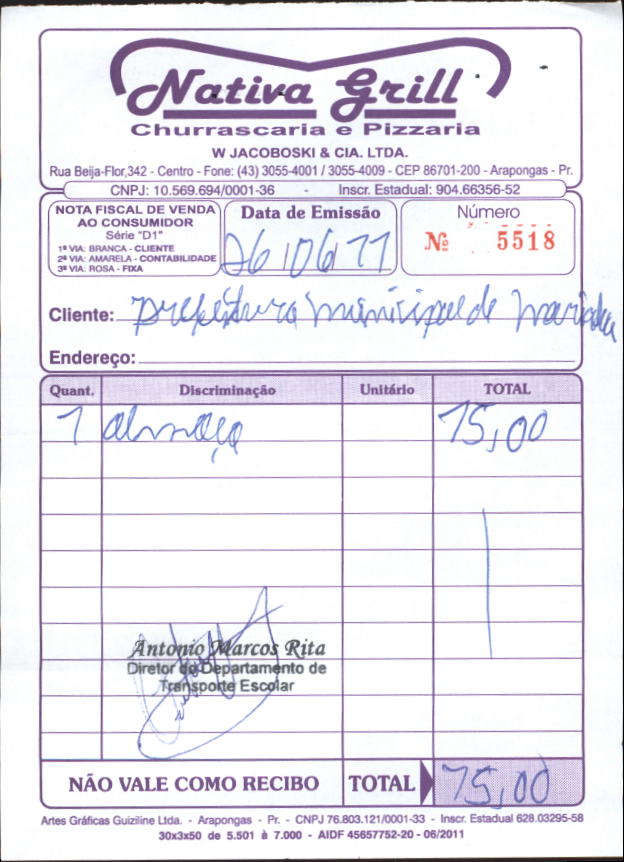 Nativa Grill
Churrascaria e Pizzaria
W JACOBOSKI & CIA. LTDA.
Rua Beija-Flor,342 - Centro - Fone: (43) 3055-4001 / 3055-4009 - CEP 86701-200 - Arapongas - Pr.
CNPJ: 10.569.694/0001-36 - Inscr. Estadual: 904.66356-52
NOTA FISCAL DE VENDA
AO CONSUMIDOR
Série "D1"
1ª VIA: BRANCA - CLIENTE
2ª VIA: AMARELA - CONTABILIDADE
3ª VIA: ROSA - FIXA
Data de Emissão
26/06/11
Número
Nº 5518
Cliente: Prefeitura Municipal de
Endereço:
Quant. Discriminação Unitário TOTAL
1 almoço 15,00
Antonio Marcos Rita
Diretor do Departamento de
Transporte Escolar
NÃO VALE COMO RECIBO TOTAL 15,00
Artes Gráficas Guiziline Ltda. - Arapongas - Pr. - CNPJ 76.803.121/0001-33 - Inscr. Estadual 628.03295-58
30x3x50 de 5.501 à 7.000 - AIDF 45657752-20 - 06/2011